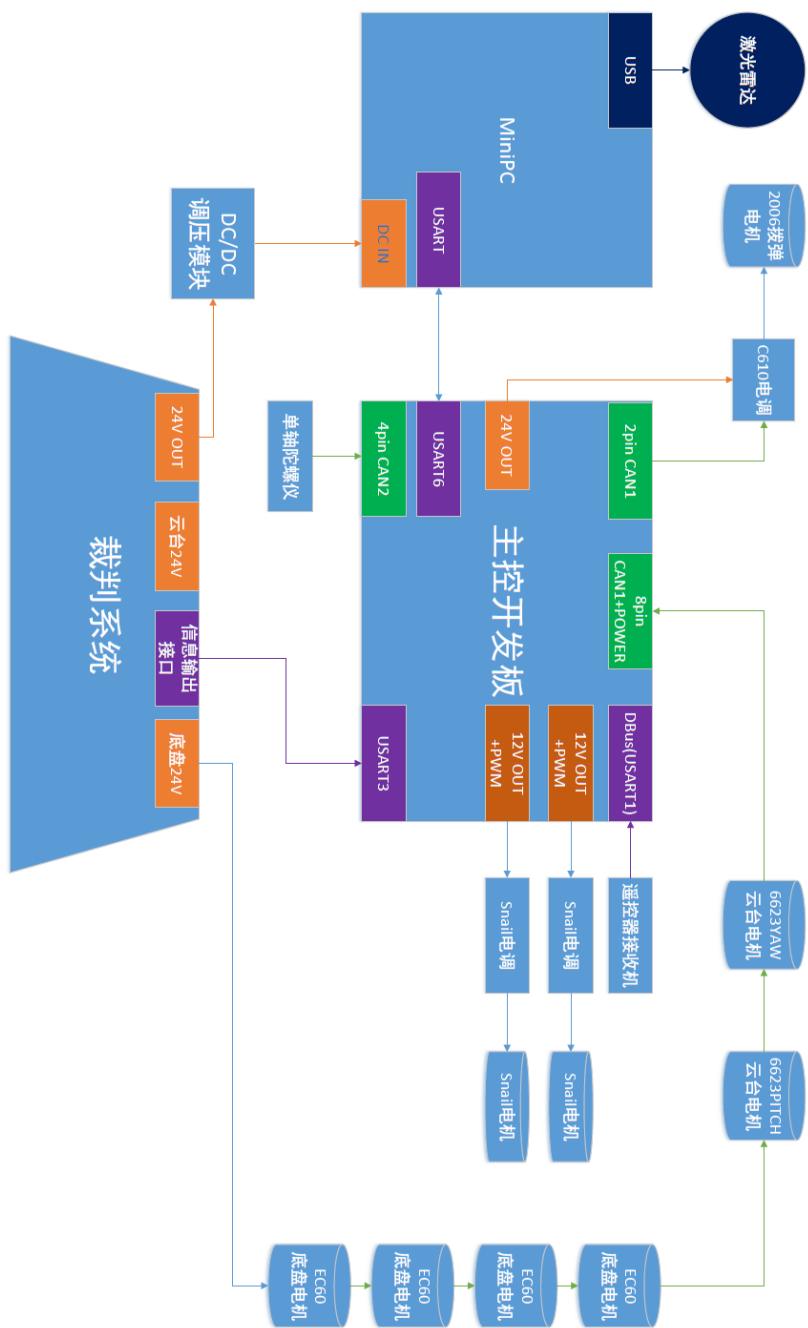 激光雷达
USB
MiniPC
USART
DC IN
DC/DC
调压模块
2006拨弹
电机
C610电调
单轴陀螺仪
2pin CAN1
24V OUT
USART6
4pin CAN2
8pin
CAN1+POWER
主控开发板
DBus(USART1)
12V OUT
+PWM
12V OUT
+PWM
USART3
24V OUT
云台24V
信息输出
接口
底盘24V
裁判系统
遥控器接收机
Snail电调
Snail电调
Snail电机
Snail电机
6623YAW
云台电机
6623PITCH
云台电机
EC60
底盘电机
EC60
底盘电机
EC60
底盘电机
EC60
底盘电机